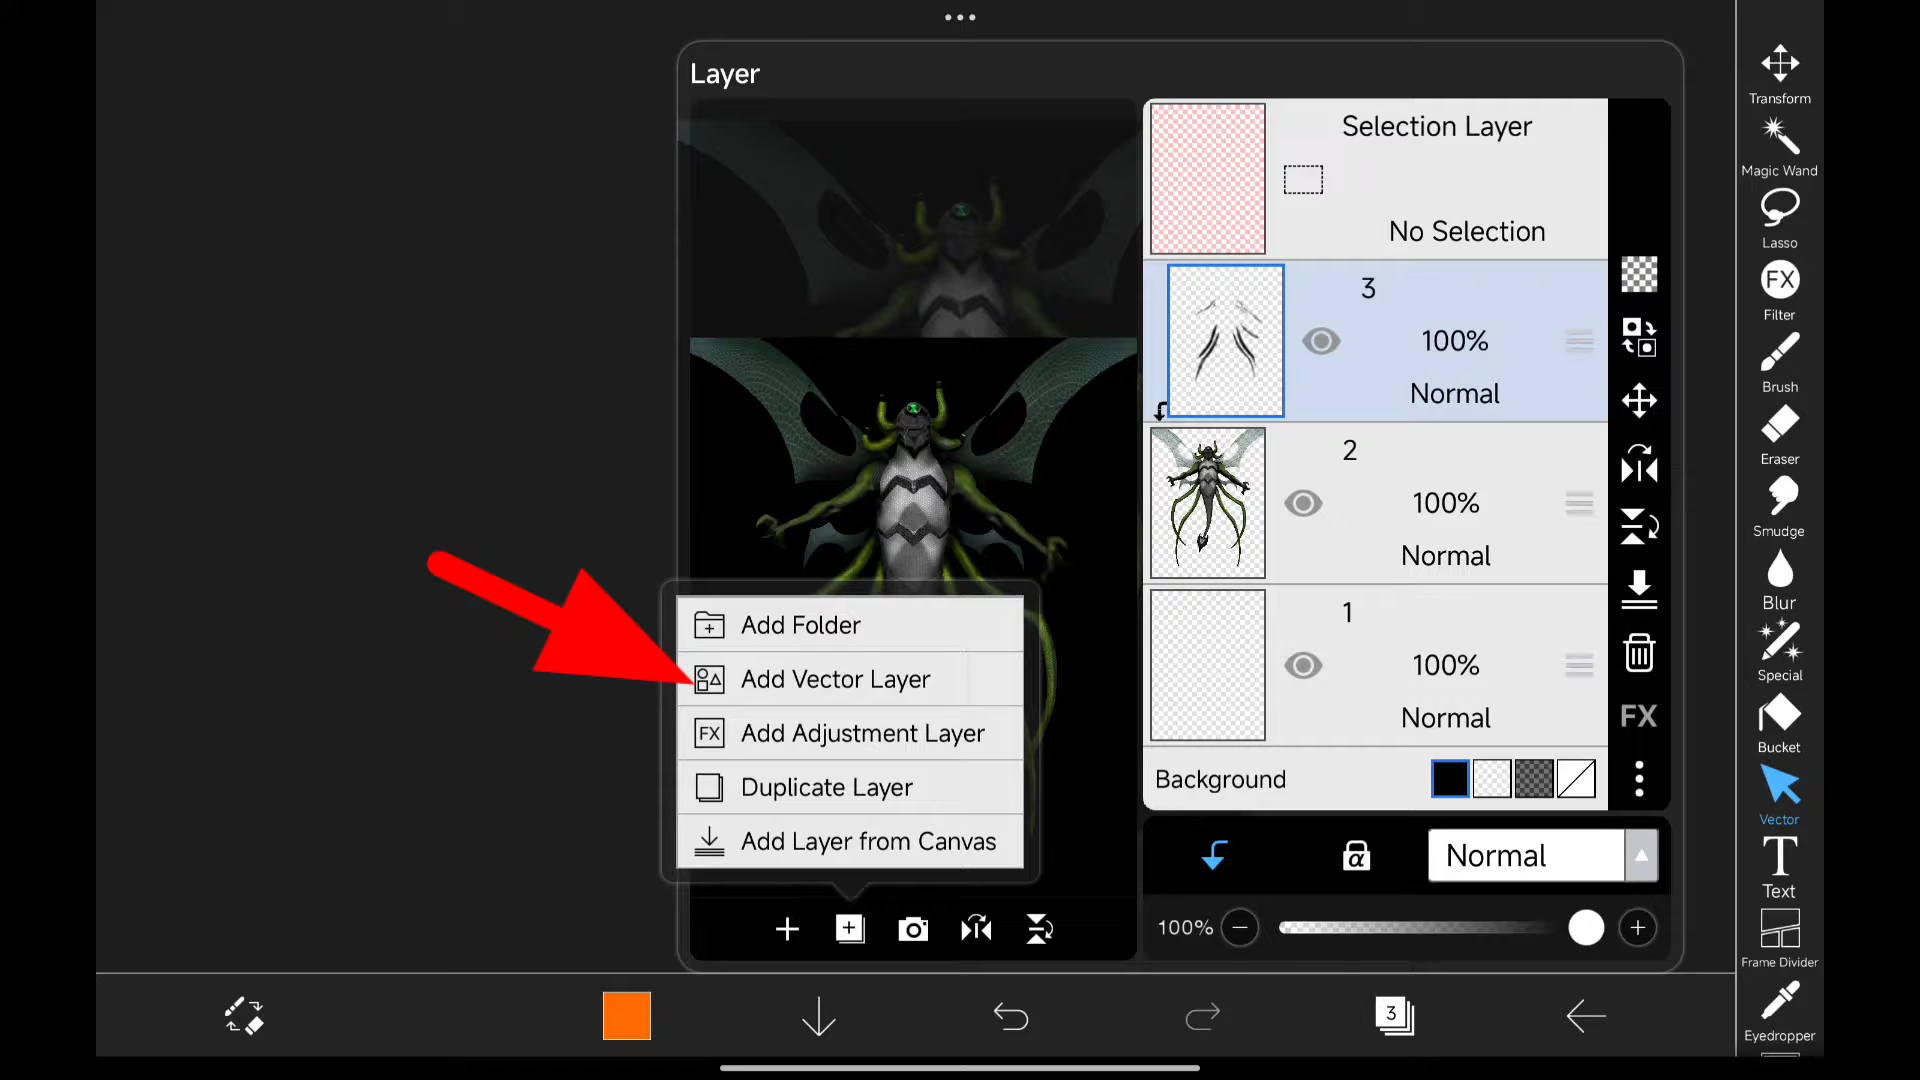 Layer
Selection Layer
No Selection
3
100%
Normal
2
100%
Normal
1
100%
Normal
Background
FX
Add Folder
Add Vector Layer
FX Add Adjustment Layer
Duplicate Layer
Add Layer from Canvas
α
Normal
100%
3
Transform
Magic Wand
Lasso
FX
Filter
Brush
Eraser
Smudge
Blur
Special
Bucket
Vector
T
Text
Frame Divider
Eyedropper